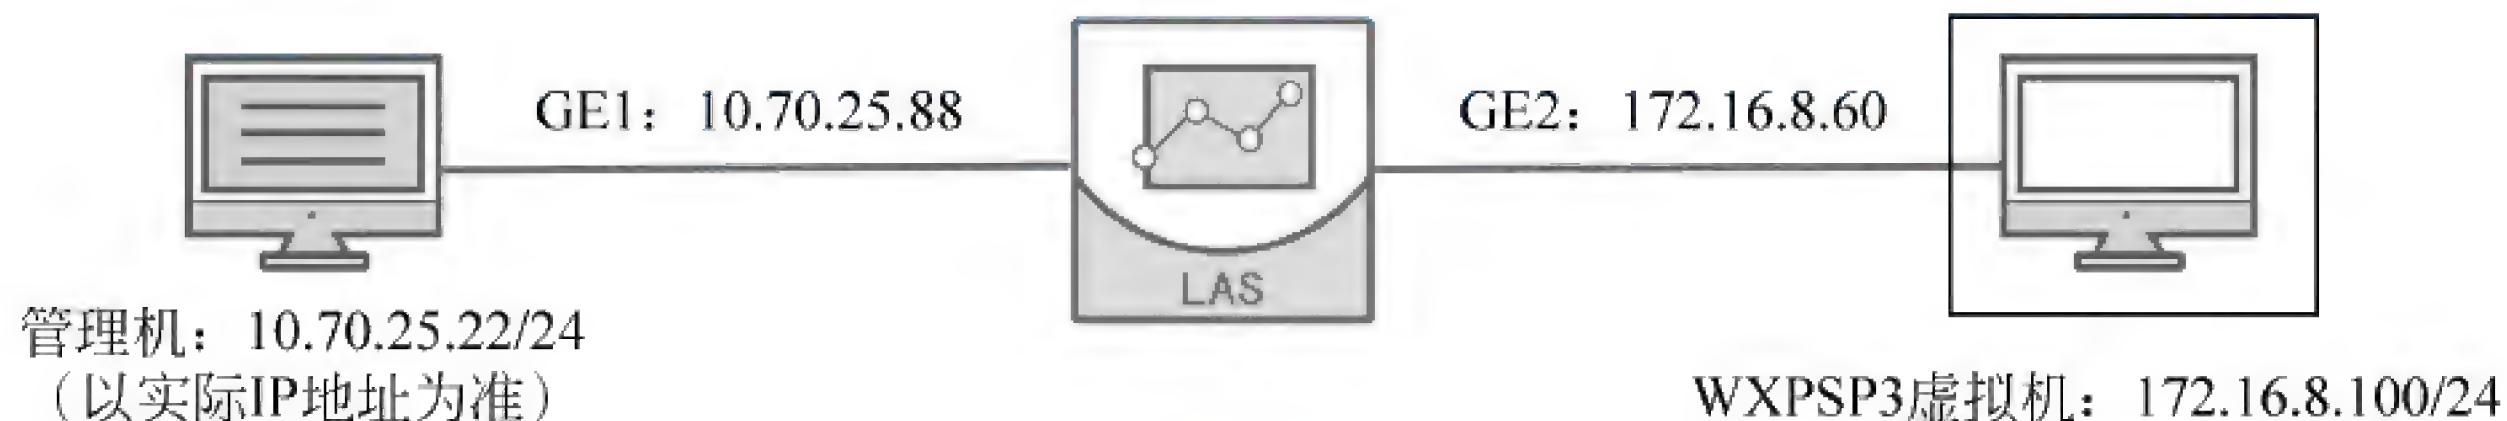 GE1：10.70.25.88
GE2：172.16.8.60
LAS
管理机：10.70.25.22/24
（以实际IP地址为准）
WXPSP3虚拟机：172.16.8.100/24